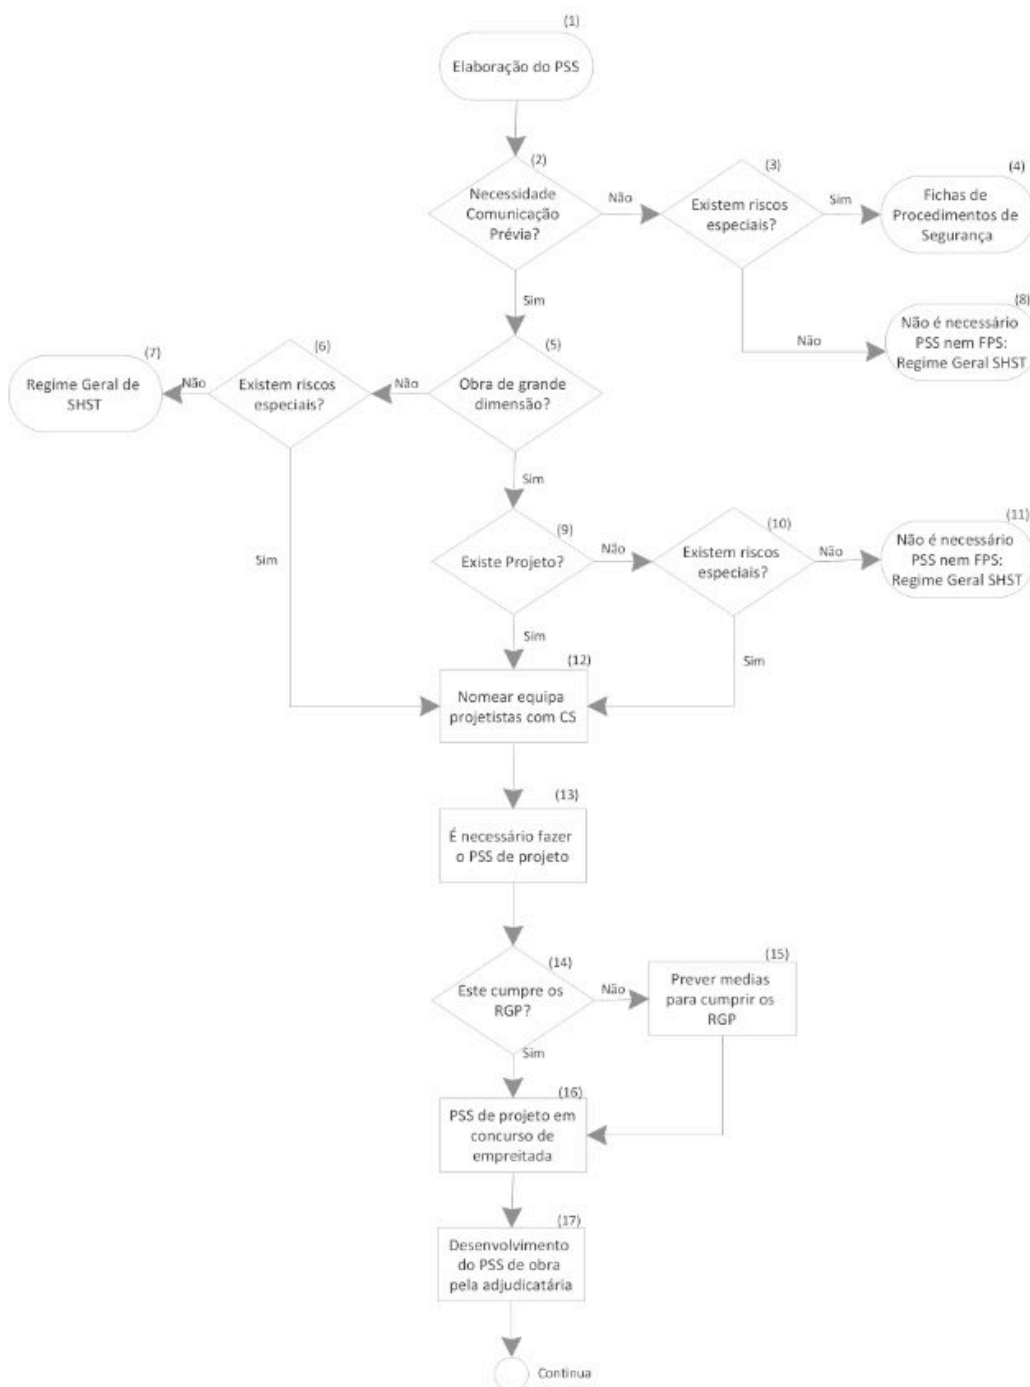 (1)
Elaboração do PSS
(2)
Necessidade
Comunicação
Prévia?
Não
(3)
Existem riscos
especiais?
Sim
(4)
Fichas de
Procedimentos de
Segurança
Sim
Não
(8)
Não é necessário
PSS nem FPS:
Regime Geral SHST
(7)
Regime Geral de
SHST
Não
(6)
Existem riscos
especiais?
Não
(5)
Obra de grande
dimensão?
Sim
Sim
(9)
Existe Projeto?
Não
(10)
Existem riscos
especiais?
Não
(11)
Não é necessário
PSS nem FPS:
Regime Geral SHST
Sim
Sim
(12)
Nomear equipa
projetistas com CS
(13)
É necessário fazer
o PSS de projeto
(14)
Este cumpre os
RGP?
Não
(15)
Prever medias
para cumprir os
RGP
Sim
(16)
PSS de projeto em
concurso de
empreitada
(17)
Desenvolvimento
do PSS de obra
pela adjudicatária
Continua